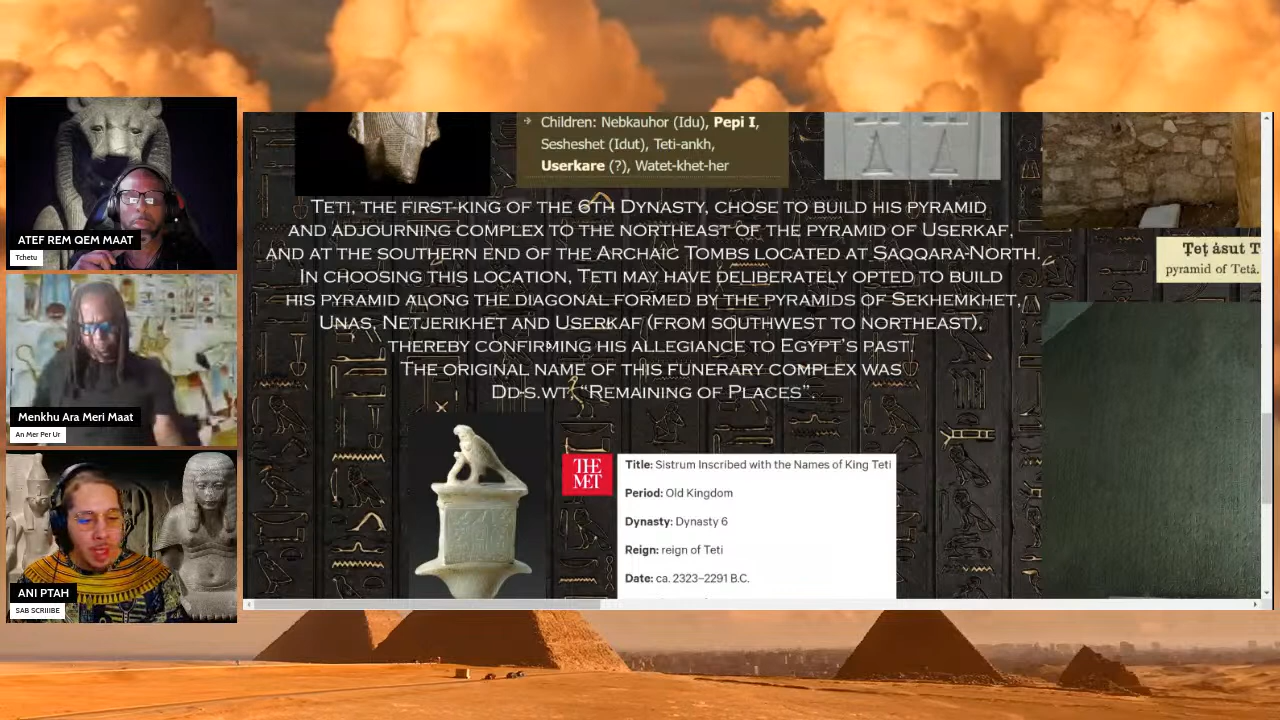 ATEF REM QEM MAAT
Tchetu
Menkhu Ara Meri Maat
An Mer Per Ur
ANI PTAH
SAB SCRIIIBE
Children: Nebkauhor (Idu), Pepi I,
Sesheshet (Idut), Teti-ankh,
Userkare (?), Watet-khet-her
TETI, THE FIRST-KING OF THE 6TH DYNASTY, CHOSE TO BUILD HIS PYRAMID
AND ADJOURNING COMPLEX TO THE NORTHEAST OF THE PYRAMID OF USERKAF,
AND AT THE SOUTHERN END OF THE ARCHAIC TOMBS LOCATED AT SAQQARA-NORTH.
IN CHOOSING THIS LOCATION, TETI MAY HAVE DELIBERATELY OPTED TO BUILD
HIS PYRAMID ALONG THE DIAGONAL FORMED BY THE PYRAMIDS OF SEKHEMKHET,
UNAS, NETJERIKHET AND USERKAF (FROM SOUTHWEST TO NORTHEAST),
THEREBY CONFIRMING HIS ALLEGIANCE TO EGYPT'S PAST.
THE ORIGINAL NAME OF THIS FUNERARY COMPLEX WAS
DD-S.WT, "REMAINING OF PLACES".
Ṭeṭ ȧsut T
pyramid of Tetȧ.
THE
MET
Title: Sistrum Inscribed with the Names of King Teti
Period: Old Kingdom
Dynasty: Dynasty 6
Reign: reign of Teti
Date: ca. 2323–2291 B.C.